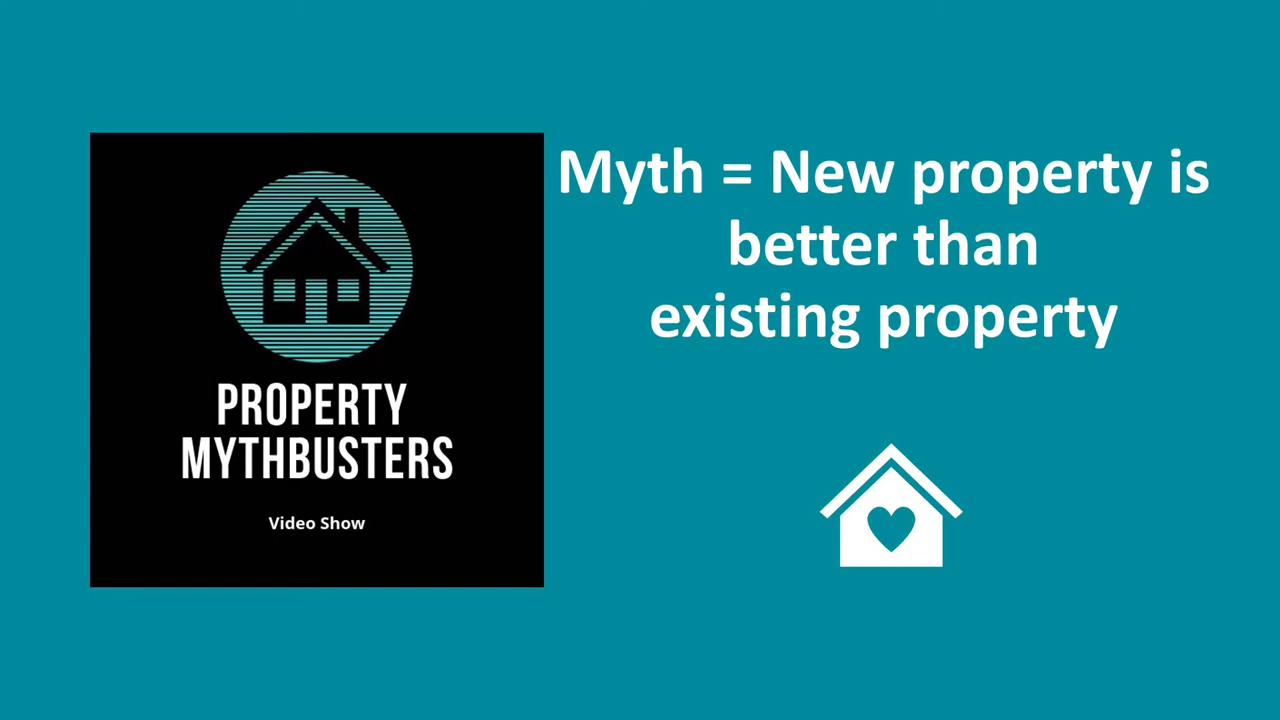 PROPERTY
MYTHBUSTERS
Video Show
Myth = New property is
better than
existing property